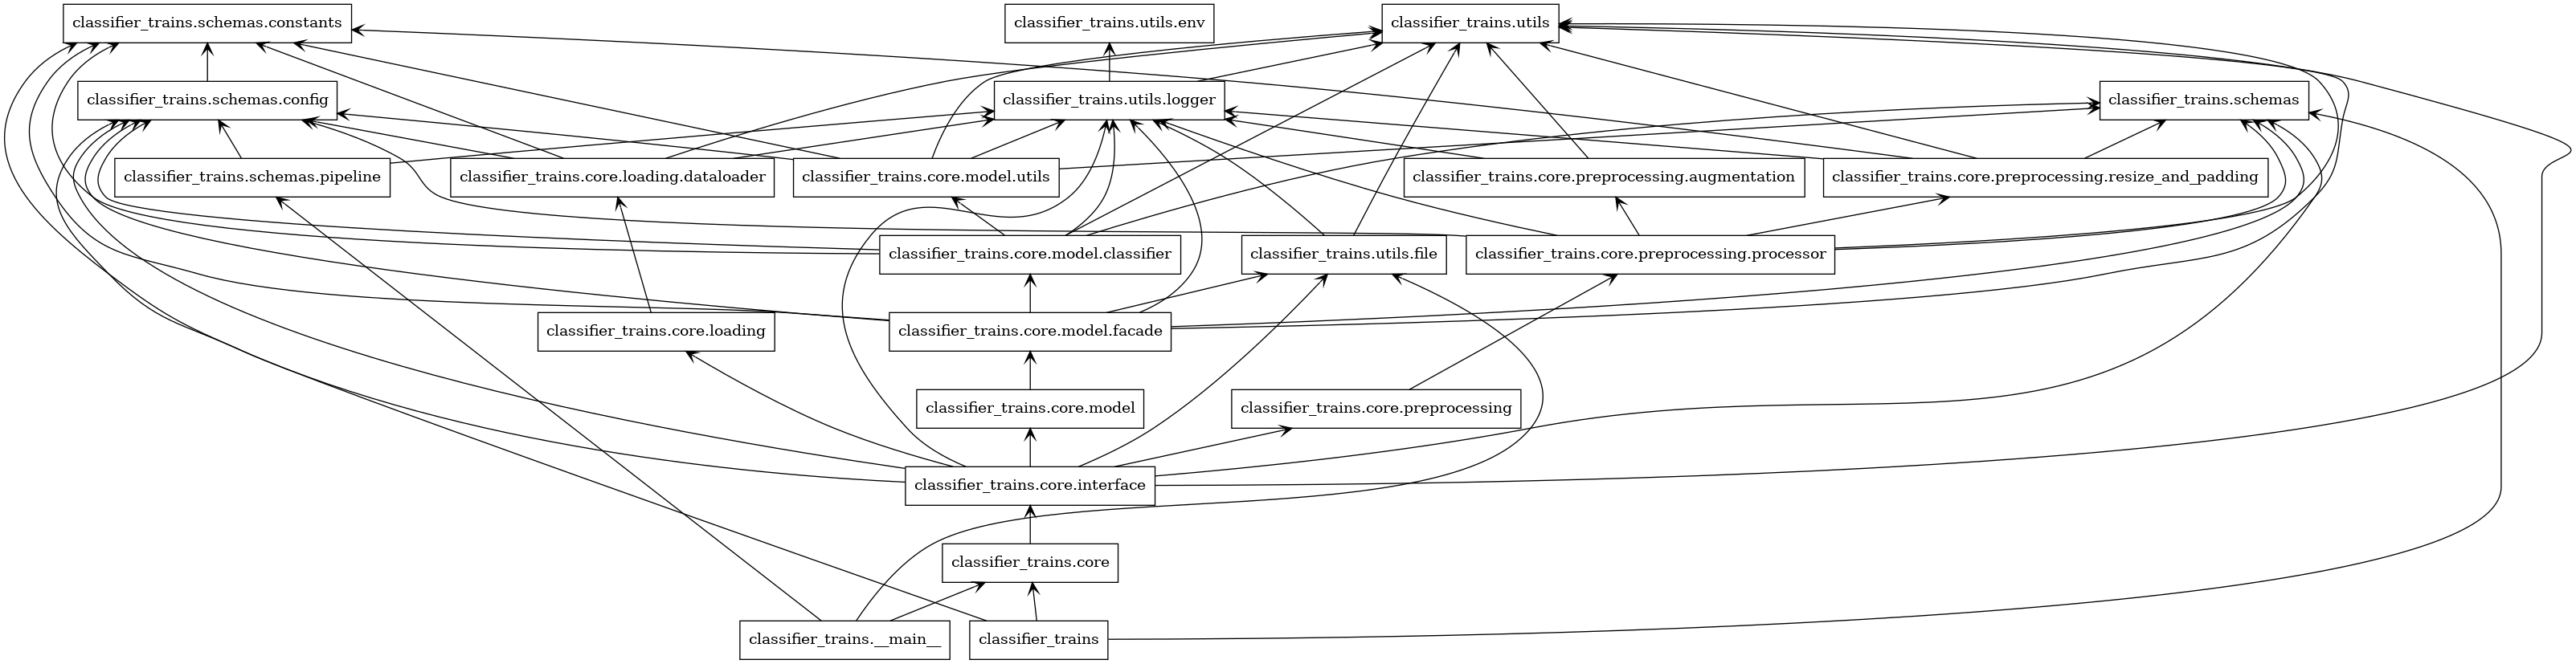 classifier_trains.schemas.constants
classifier_trains.utils.env
classifier_trains.utils
classifier_trains.schemas.config
classifier_trains.utils.logger
classifier_trains.schemas
classifier_trains.schemas.pipeline
classifier_trains.core.loading.dataloader
classifier_trains.core.model.utils
classifier_trains.core.preprocessing.augmentation
classifier_trains.core.preprocessing.resize_and_padding
classifier_trains.core.model.classifier
classifier_trains.utils.file
classifier_trains.core.preprocessing.processor
classifier_trains.core.loading
classifier_trains.core.model.facade
classifier_trains.core.model
classifier_trains.core.preprocessing
classifier_trains.core.interface
classifier_trains.core
classifier_trains.__main__
classifier_trains